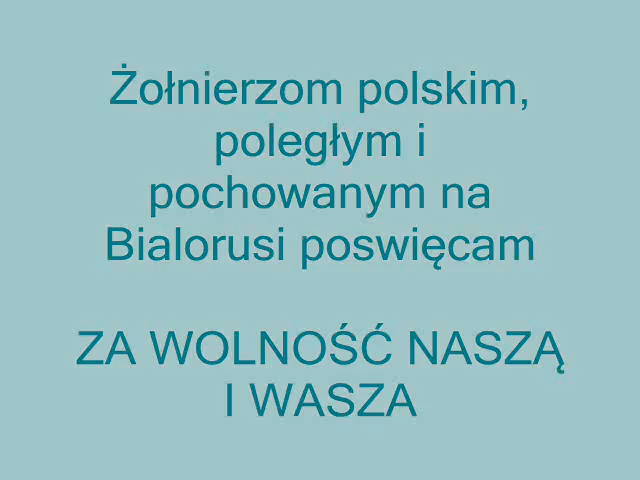 Żołnierzom polskim,
poległym i
pochowanym na
Bialorusi poswięcam
ZA WOLNOŚĆ NASZĄ
I WASZA